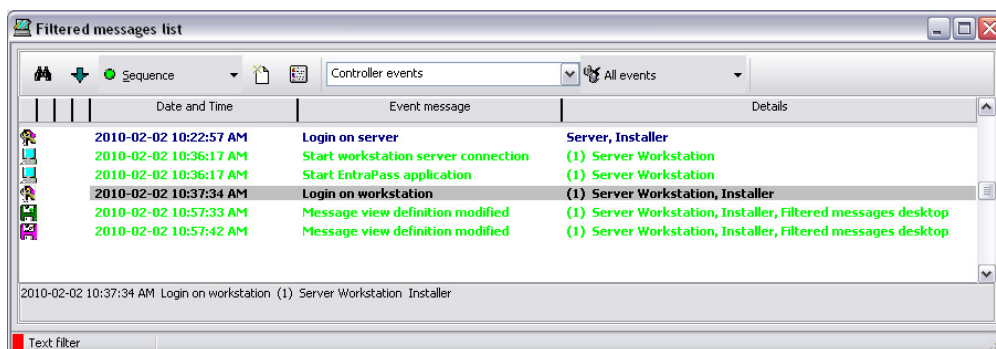 Filtered messages list
Sequence Controller events All events
Date and Time Event message Details
2010-02-02 10:22:57 AM Login on server Server, Installer
2010-02-02 10:36:17 AM Start workstation server connection (1) Server Workstation
2010-02-02 10:36:17 AM Start EntraPass application (1) Server Workstation
2010-02-02 10:37:34 AM Login on workstation (1) Server Workstation, Installer
2010-02-02 10:57:33 AM Message view definition modified (1) Server Workstation, Installer, Filtered messages desktop
2010-02-02 10:57:42 AM Message view definition modified (1) Server Workstation, Installer, Filtered messages desktop
2010-02-02 10:37:34 AM Login on workstation (1) Server Workstation Installer
Text filter